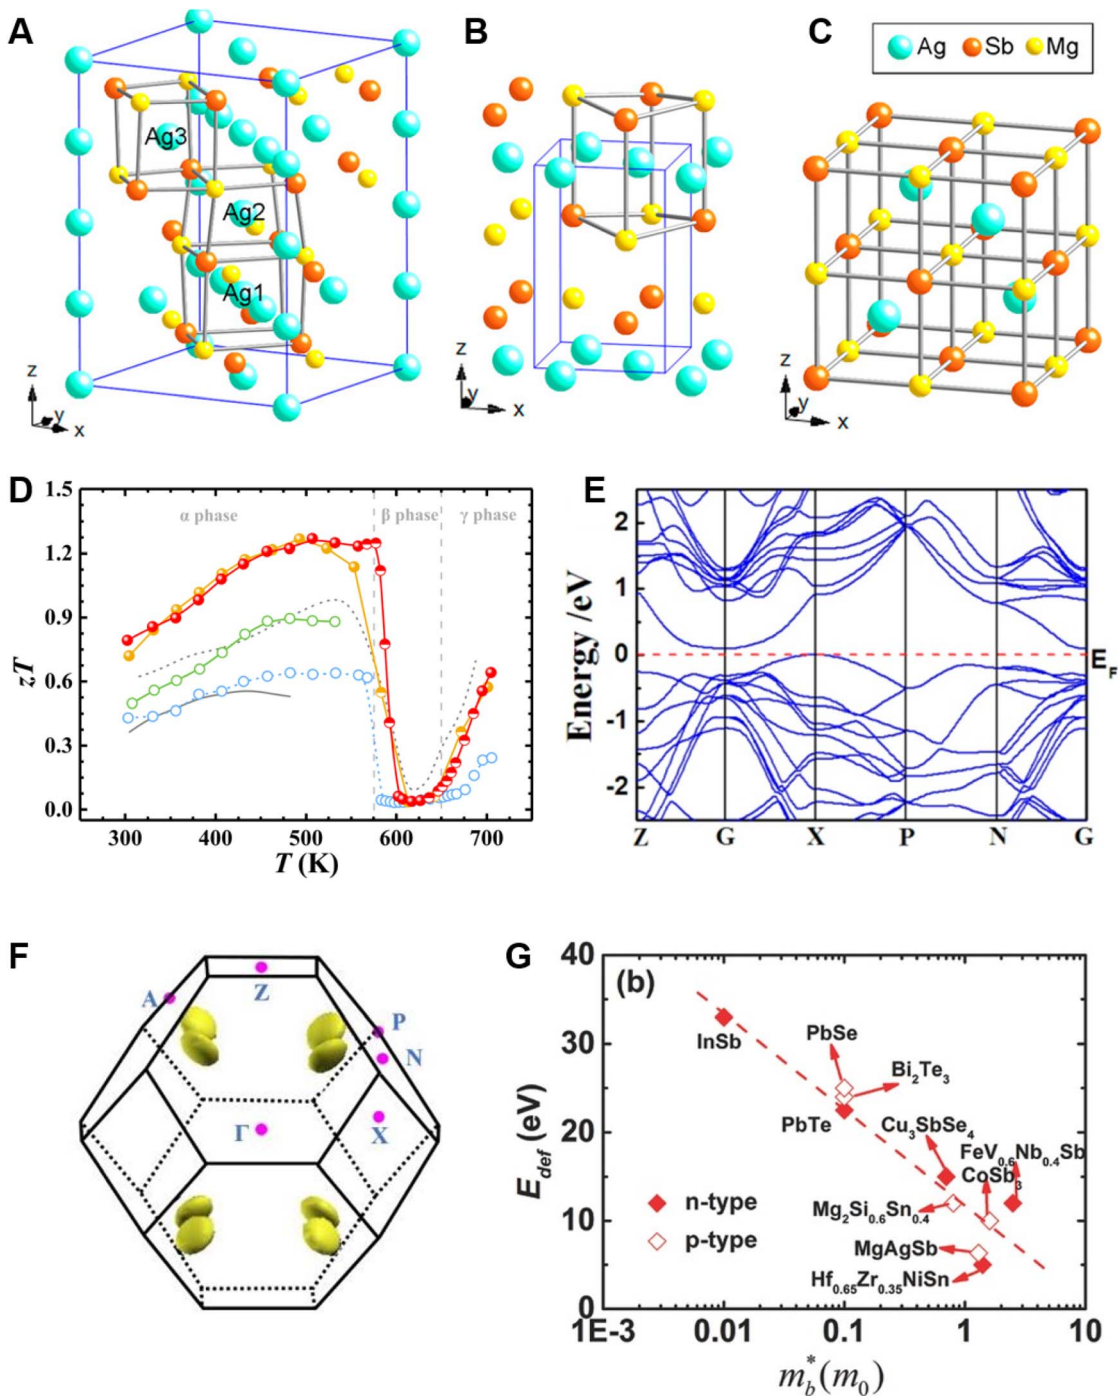 A
B
C
Ag Sb Mg
Ag3
Ag2
Ag1
z
y
x
z
y
x
z
y
x
D
1.5
1.2
0.9
0.6
0.3
0.0
zT
α phase
β phase
γ phase
300 400 500 600 700
T (K)
E
2
1
0
-1
-2
Energy /eV
E_F
Z G X P N G
F
A
Z
P
N
Γ
X
G
(b)
40
30
20
10
0
E_def (eV)
InSb
PbSe
Bi₂Te₃
PbTe
Cu₃SbSe₄
FeV₀.₆Nb₀.₄Sb
CoSb₃
Mg₂Si₀.₆Sn₀.₄
MgAgSb
Hf₀.₆₅Zr₀.₃₅NiSn
n-type
p-type
1E-3 0.01 0.1 1 10
m*_b(m₀)